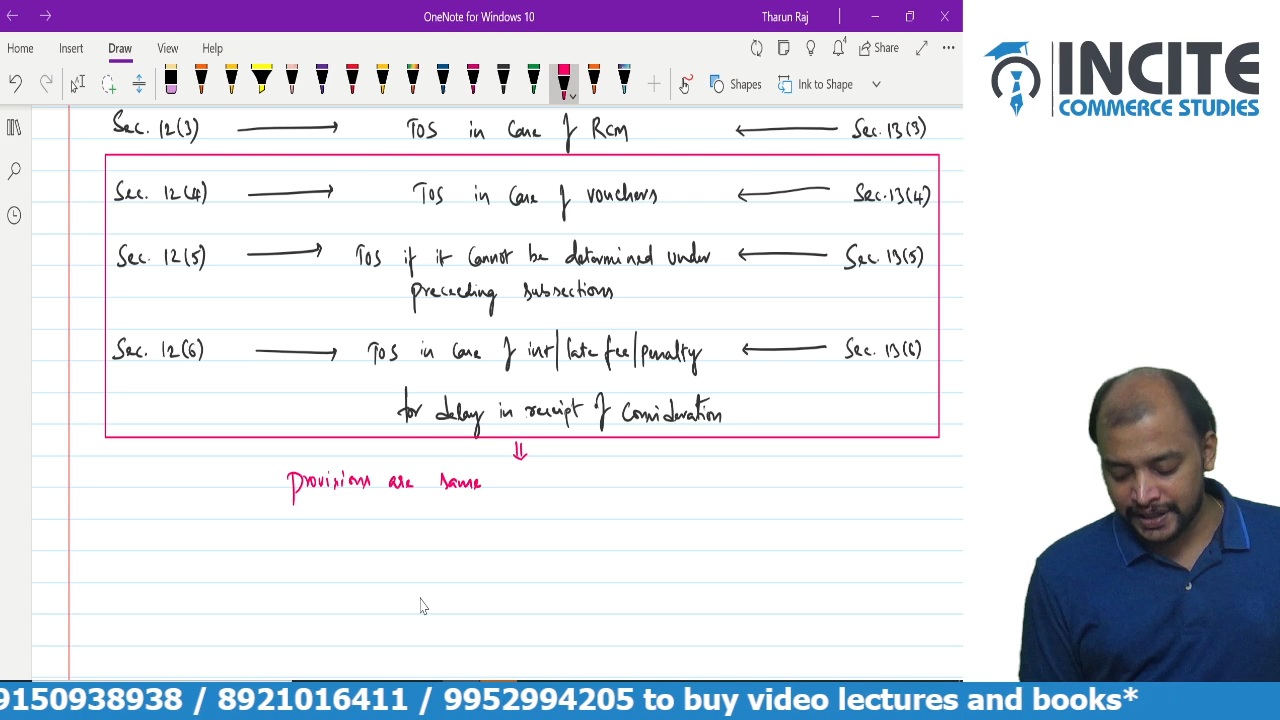 OneNote for Windows 10
Tharun Raj
Home Insert Draw View Help
4 Share
Shapes Ink to Shape
INCITE
COMMERCE STUDIES
Sec. 12(3) TOS in case of RCM Sec. 13(3)
Sec. 12(4) TOS in case of vouchers Sec. 13(4)
Sec. 12(5) TOS if it cannot be determined under Sec. 13(5)
preceeding subsections
Sec. 12(6) TOS in case of int/late fee/penalty Sec. 13(6)
for delay in receipt of consideration
provisions are same
9150938938 / 8921016411 / 9952994205 to buy video lectures and books*